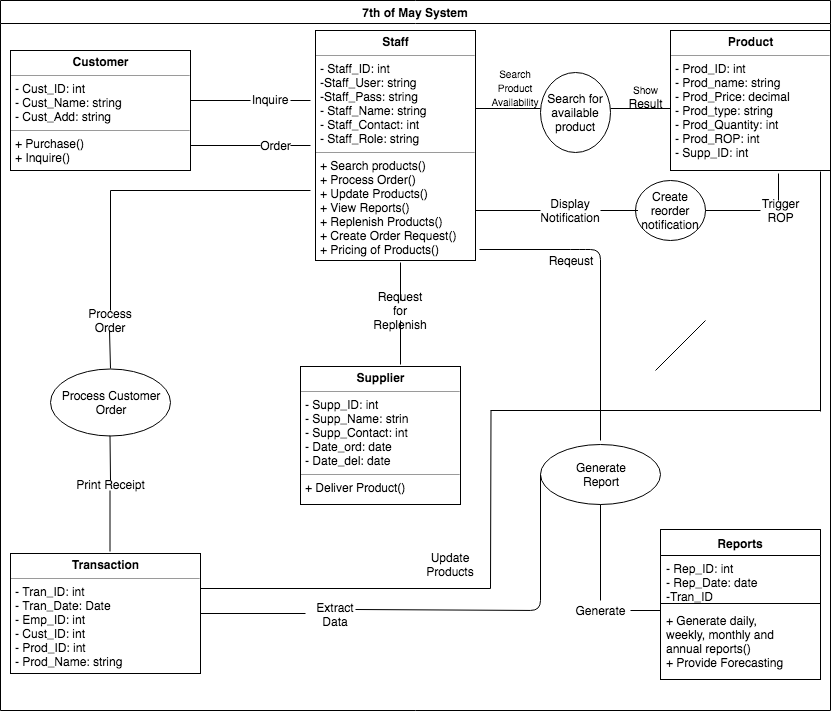 7th of May System
Customer
- Cust_ID: int
- Cust_Name: string
- Cust_Add: string
+ Purchase()
+ Inquire()
Inquire
Order
Staff
- Staff_ID: int
-Staff_User: string
-Staff_Pass: string
- Staff_Name: string
- Staff_Contact: int
- Staff_Role: string
+ Search products()
+ Process Order()
+ Update Products()
+ View Reports()
+ Replenish Products()
+ Create Order Request()
+ Pricing of Products()
Search
Product
Availability
Search for
available
product
Show
Result
Product
- Prod_ID: int
- Prod_name: string
- Prod_Price: decimal
- Prod_type: string
- Prod_Quantity: int
- Prod_ROP: int
- Supp_ID: int
Display
Notification
Create
reorder
notification
Trigger
ROP
Reqeust
Request
for
Replenish
Process
Order
Process Customer
Order
Print Receipt
Supplier
- Supp_ID: int
- Supp_Name: strin
- Supp_Contact: int
- Date_ord: date
- Date_del: date
+ Deliver Product()
Generate
Report
Transaction
- Tran_ID: int
- Tran_Date: Date
- Emp_ID: int
- Cust_ID: int
- Prod_ID: int
- Prod_Name: string
Update
Products
Extract
Data
Generate
Reports
- Rep_ID: int
- Rep_Date: date
-Tran_ID
+ Generate daily,
weekly, monthly and
annual reports()
+ Provide Forecasting